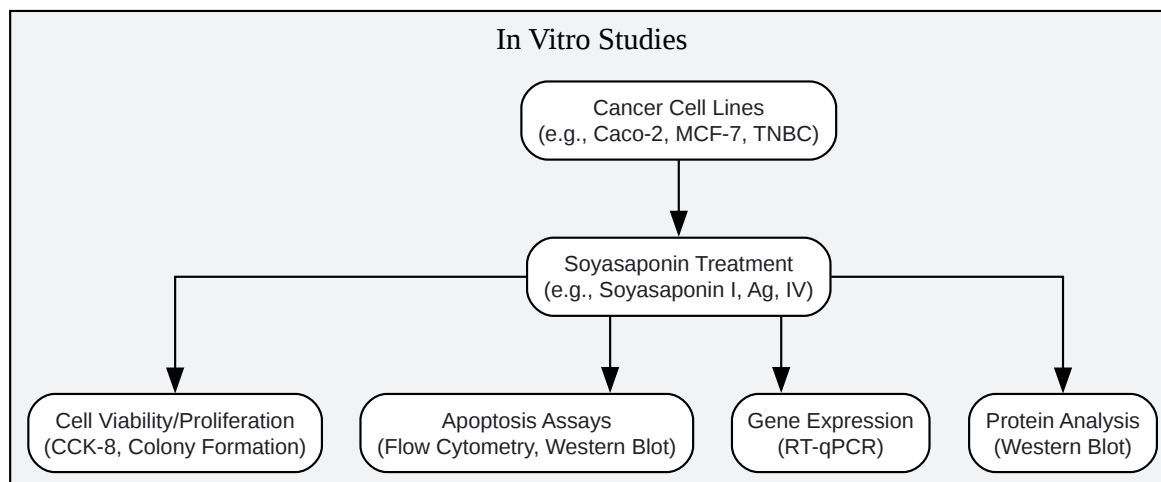 In Vitro Studies
Cancer Cell Lines
(e.g., Caco-2, MCF-7, TNBC)
Soyasaponin Treatment
(e.g., Soyasaponin I, Ag, IV)
Cell Viability/Proliferation
(CCK-8, Colony Formation)
Apoptosis Assays
(Flow Cytometry, Western Blot)
Gene Expression
(RT-qPCR)
Protein Analysis
(Western Blot)